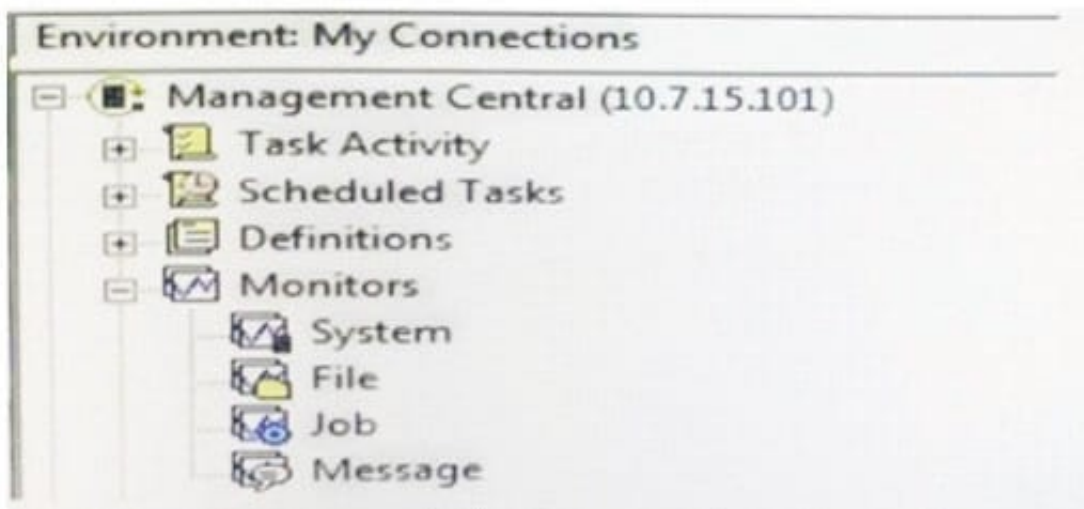 Environment: My Connections
Management Central (10.7.15.101)
Task Activity
Scheduled Tasks
Definitions
Monitors
System
File
Job
Message